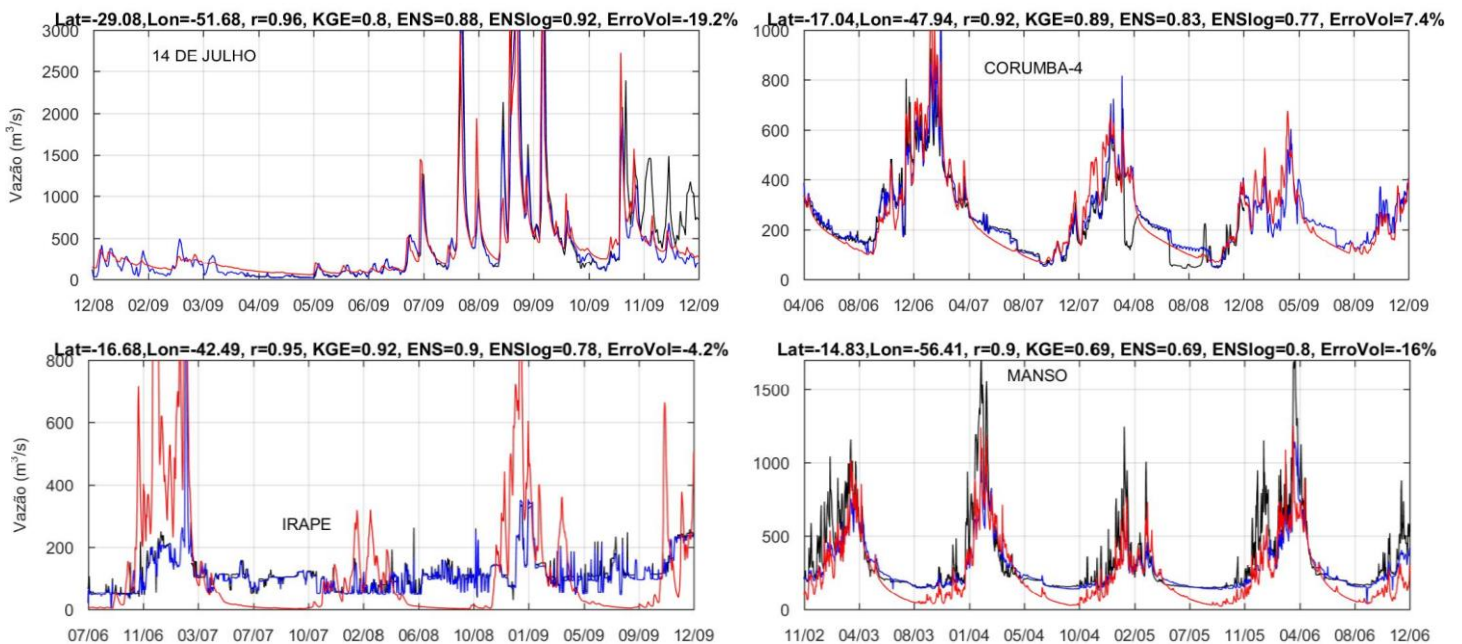 Lat=-29.08,Lon=-51.68, r=0.96, KGE=0.8, ENS=0.88, ENSlog=0.92, ErroVol=-19.2%
3000
2500
2000
1500
1000
500
0
Vazão (m³/s)
14 DE JULHO
12/08 02/09 03/09 04/09 05/09 06/09 07/09 08/09 09/09 10/09 11/09 12/09
Lat=-17.04,Lon=-47.94, r=0.92, KGE=0.89, ENS=0.83, ENSlog=0.77, ErroVol=7.4%
1000
800
600
400
200
0
CORUMBA-4
04/06 08/06 12/06 04/07 08/07 12/07 04/08 08/08 12/08 05/09 08/09 12/09
Lat=-16.68,Lon=-42.49, r=0.95, KGE=0.92, ENS=0.9, ENSlog=0.78, ErroVol=-4.2%
800
600
400
200
0
Vazão (m³/s)
IRAPE
07/06 11/06 03/07 07/07 10/07 02/08 06/08 10/08 01/09 05/09 09/09 12/09
Lat=-14.83,Lon=-56.41, r=0.9, KGE=0.69, ENS=0.69, ENSlog=0.8, ErroVol=-16%
1500
1000
500
0
MANSO
11/02 04/03 08/03 01/04 05/04 10/04 02/05 07/05 11/05 04/06 08/06 12/06